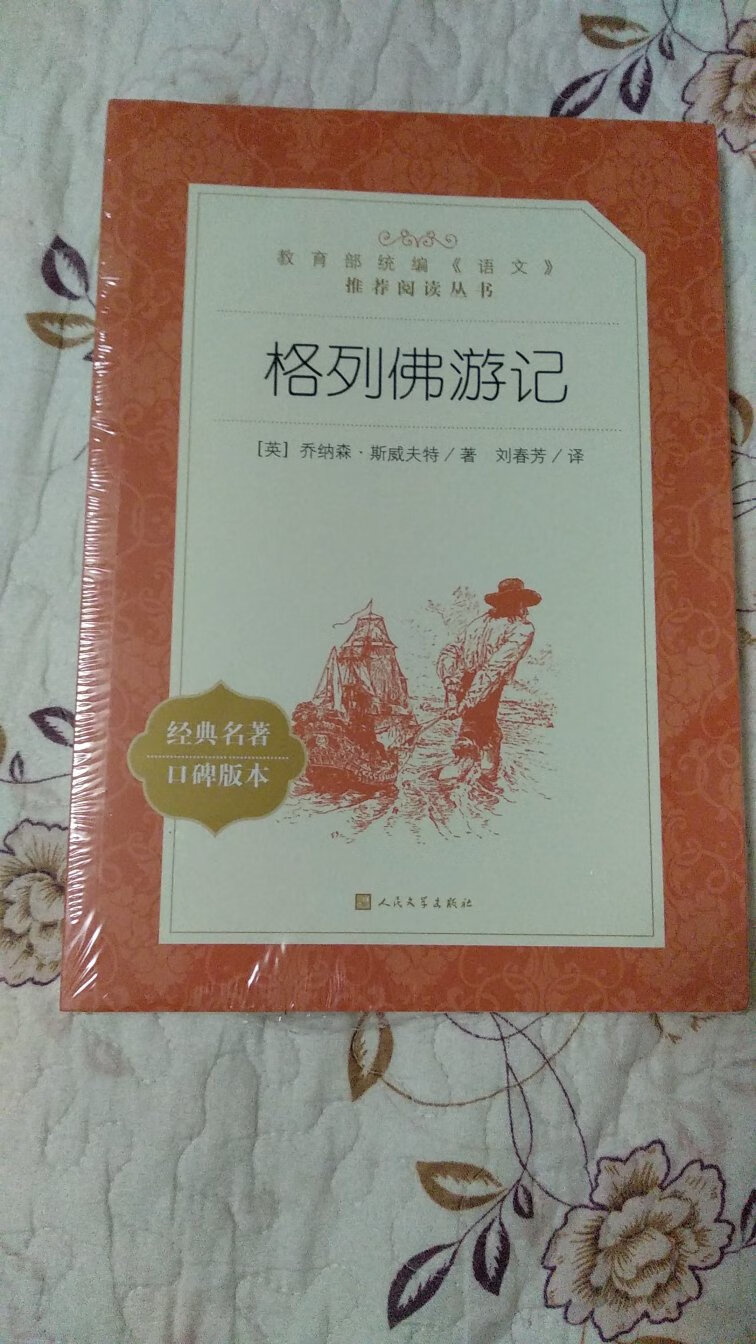 教育部统编《语文》
推荐阅读丛书
格列佛游记
[英] 乔纳森·斯威夫特/著 刘春芳/译
经典名著
口碑版本
人民文学出版社